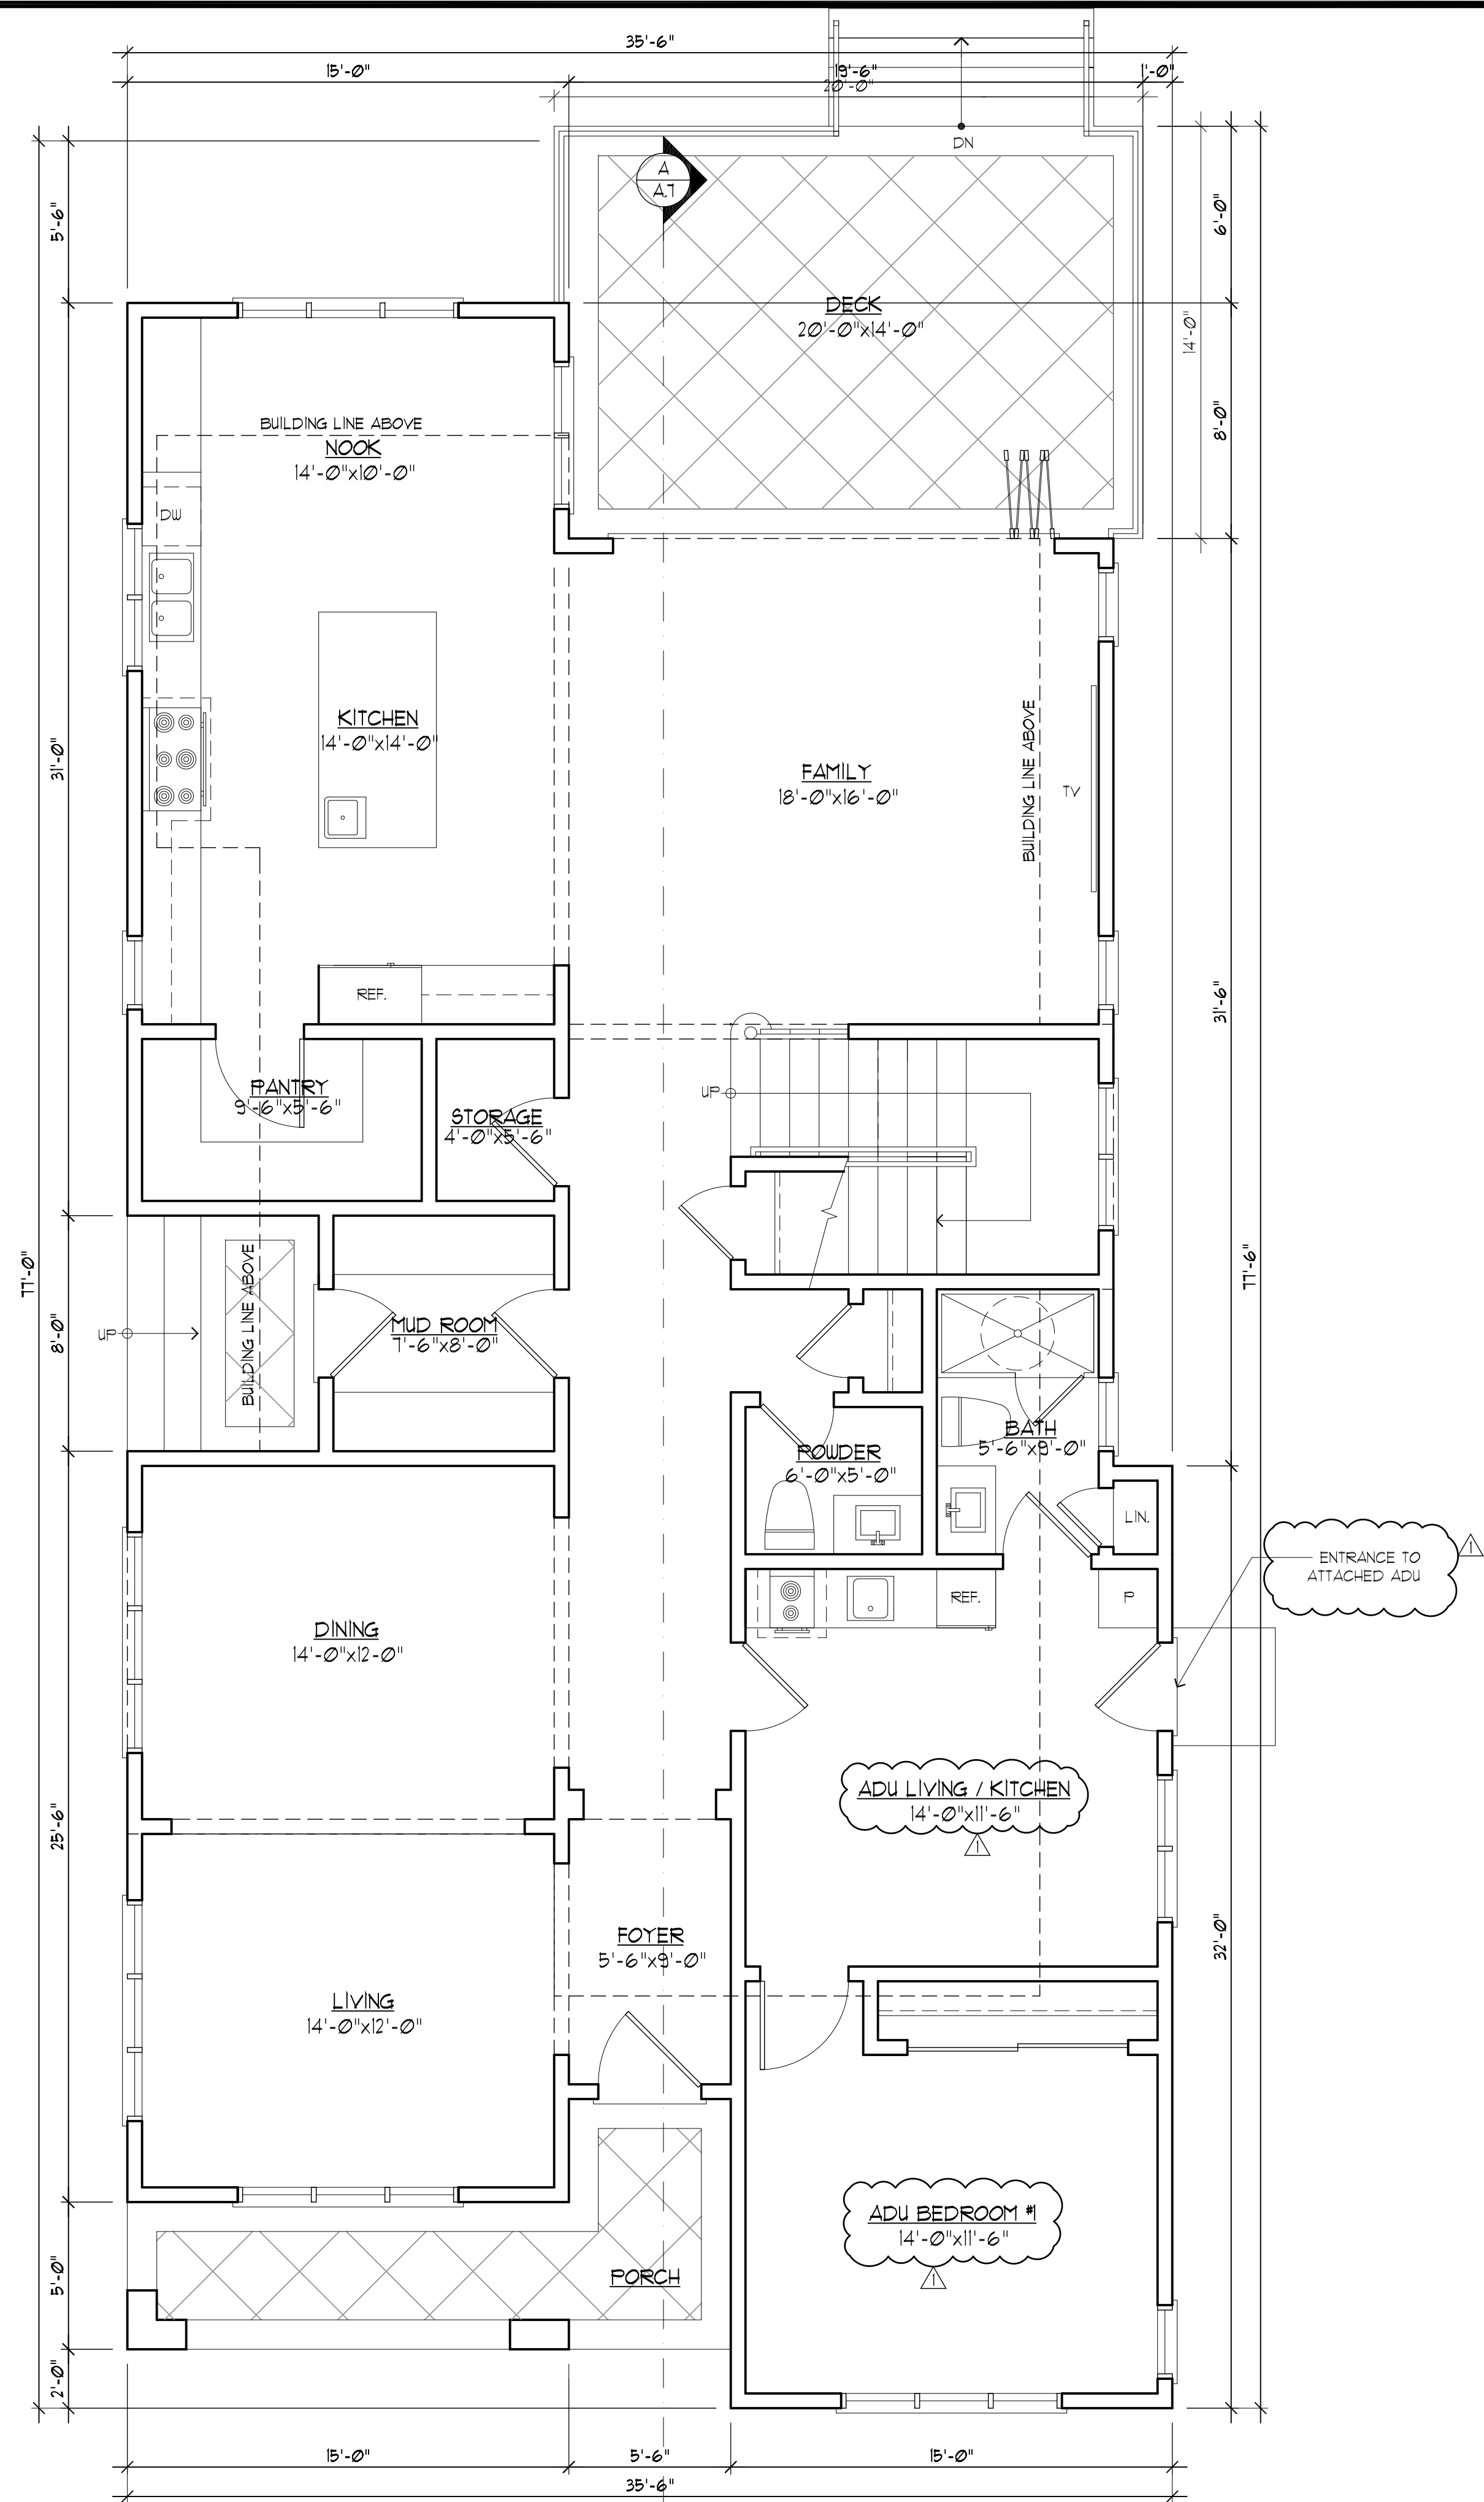 35'-6"
15'-0"
19'-6"
1'-0"
20'-0"
DN
A
A.7
5'-6"
6'-0"
DECK
20'-0"x14'-0"
14'-0"
8'-0"
BUILDING LINE ABOVE
NOOK
14'-0"x10'-0"
DW
31'-0"
KITCHEN
14'-0"x14'-0"
FAMILY
18'-0"x16'-0"
BUILDING LINE ABOVE
TV
REF.
31'-6"
PANTRY
9'-6"x5'-6"
STORAGE
4'-0"x5'-6"
UP
77'-0"
77'-6"
8'-0"
UP
BUILDING LINE ABOVE
MUD ROOM
7'-6"x8'-0"
POWDER
6'-0"x5'-0"
BATH
5'-6"x9'-0"
LIN.
ENTRANCE TO
ATTACHED ADU
1
REF.
P
DINING
14'-0"x12-0"
ADU LIVING / KITCHEN
14'-0"x11'-6"
1
25'-6"
FOYER
5'-6"x9'-0"
32'-0"
LIVING
14'-0"x12'-0"
ADU BEDROOM #1
14'-0"x11'-6"
1
PORCH
5'-0"
2'-0"
15'-0"
5'-6"
15'-0"
35'-6"